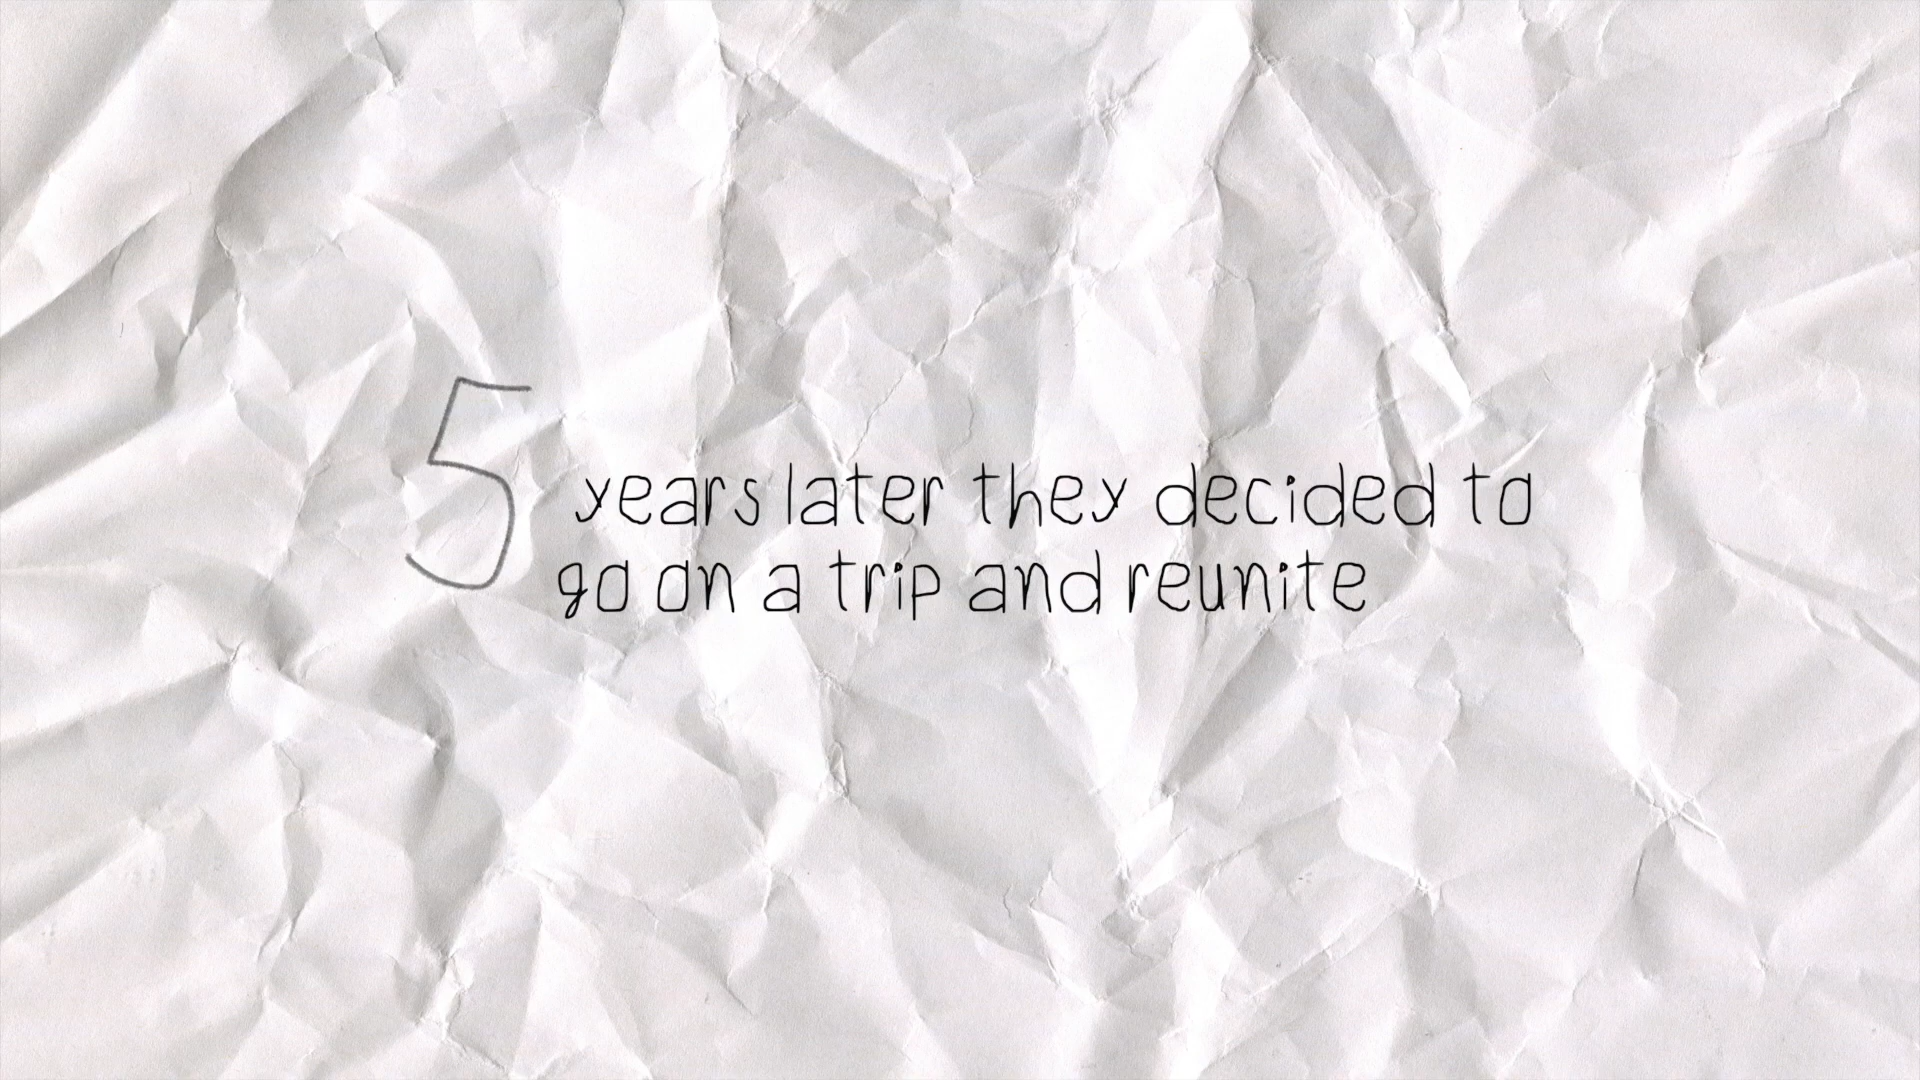 5 years later they decided to
go on a trip and reunite